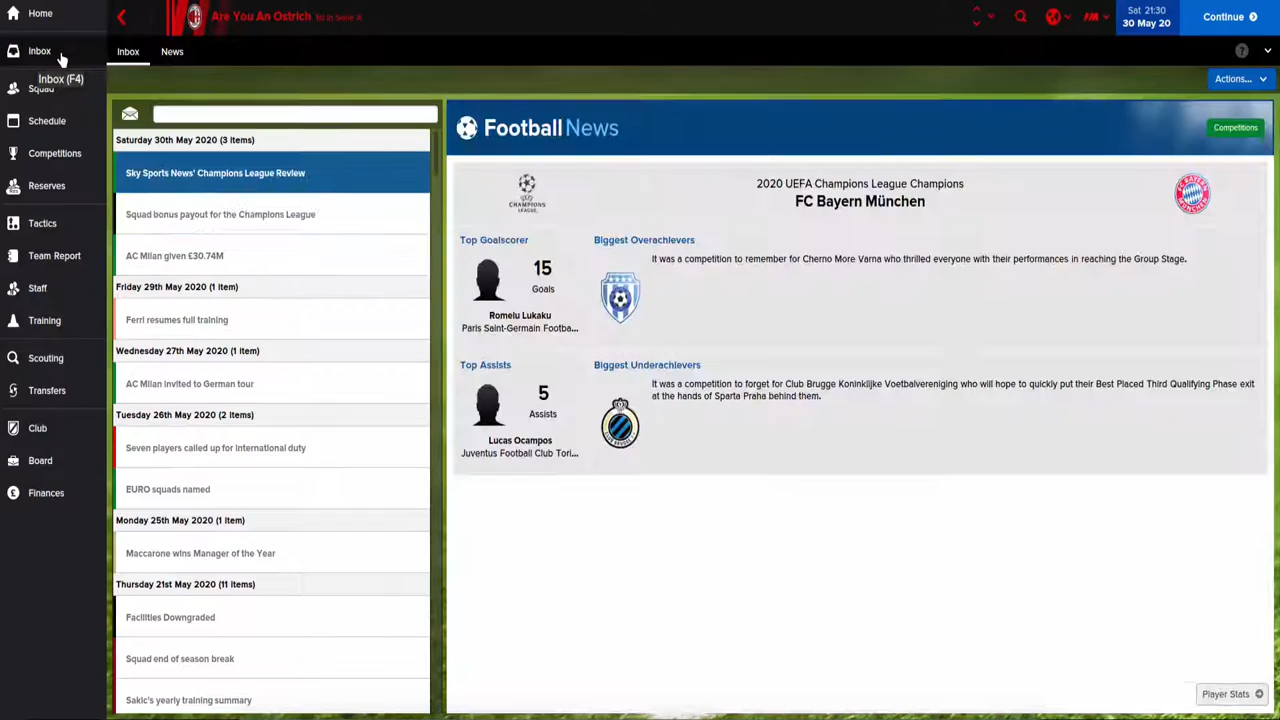 Home
Are You An Ostrich 1st in Serie A
Sat 21:30
30 May 20
Continue
Inbox
Inbox News
Inbox (F4)
Squad
Actions...
Schedule
Competitions
Reserves
Tactics
Team Report
Staff
Training
Scouting
Transfers
Club
Board
Finances
Saturday 30th May 2020 (3 items)
Sky Sports News' Champions League Review
Squad bonus payout for the Champions League
AC Milan given £30.74M
Friday 29th May 2020 (1 item)
Ferri resumes full training
Wednesday 27th May 2020 (1 item)
AC Milan invited to German tour
Tuesday 26th May 2020 (2 items)
Seven players called up for international duty
EURO squads named
Monday 25th May 2020 (1 item)
Maccarone wins Manager of the Year
Thursday 21st May 2020 (11 items)
Facilities Downgraded
Squad end of season break
Sakic's yearly training summary
Football News
Competitions
CHAMPIONS
LEAGUE
2020 UEFA Champions League Champions
FC Bayern München
Top Goalscorer
15
Goals
Romelu Lukaku
Paris Saint-Germain Footba...
Biggest Overachievers
It was a competition to remember for Cherno More Varna who thrilled everyone with their performances in reaching the Group Stage.
Top Assists
5
Assists
Lucas Ocampos
Juventus Football Club Tori...
Biggest Underachievers
It was a competition to forget for Club Brugge Koninklijke Voetbalvereniging who will hope to quickly put their Best Placed Third Qualifying Phase exit
at the hands of Sparta Praha behind them.
Player Stats